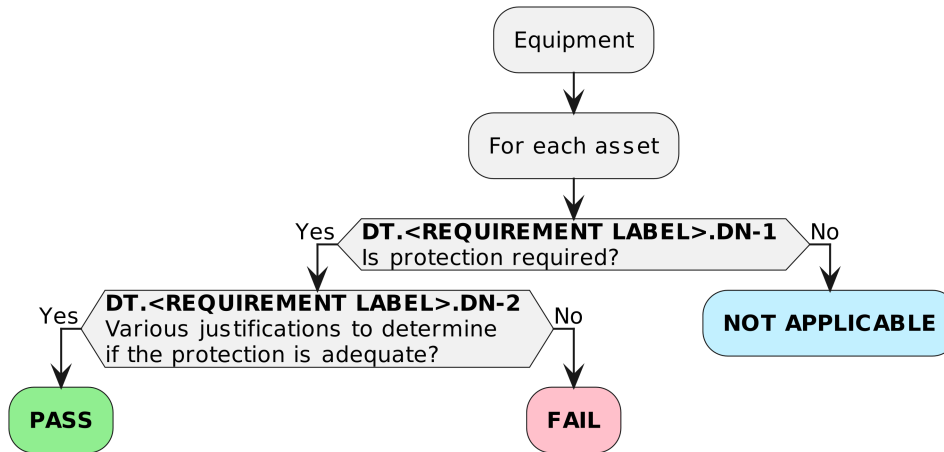 Equipment
For each asset
Yes
DT.<REQUIREMENT LABEL>.DN-1
Is protection required?
No
Yes
DT.<REQUIREMENT LABEL>.DN-2
Various justifications to determine
if the protection is adequate?
No
NOT APPLICABLE
PASS
FAIL